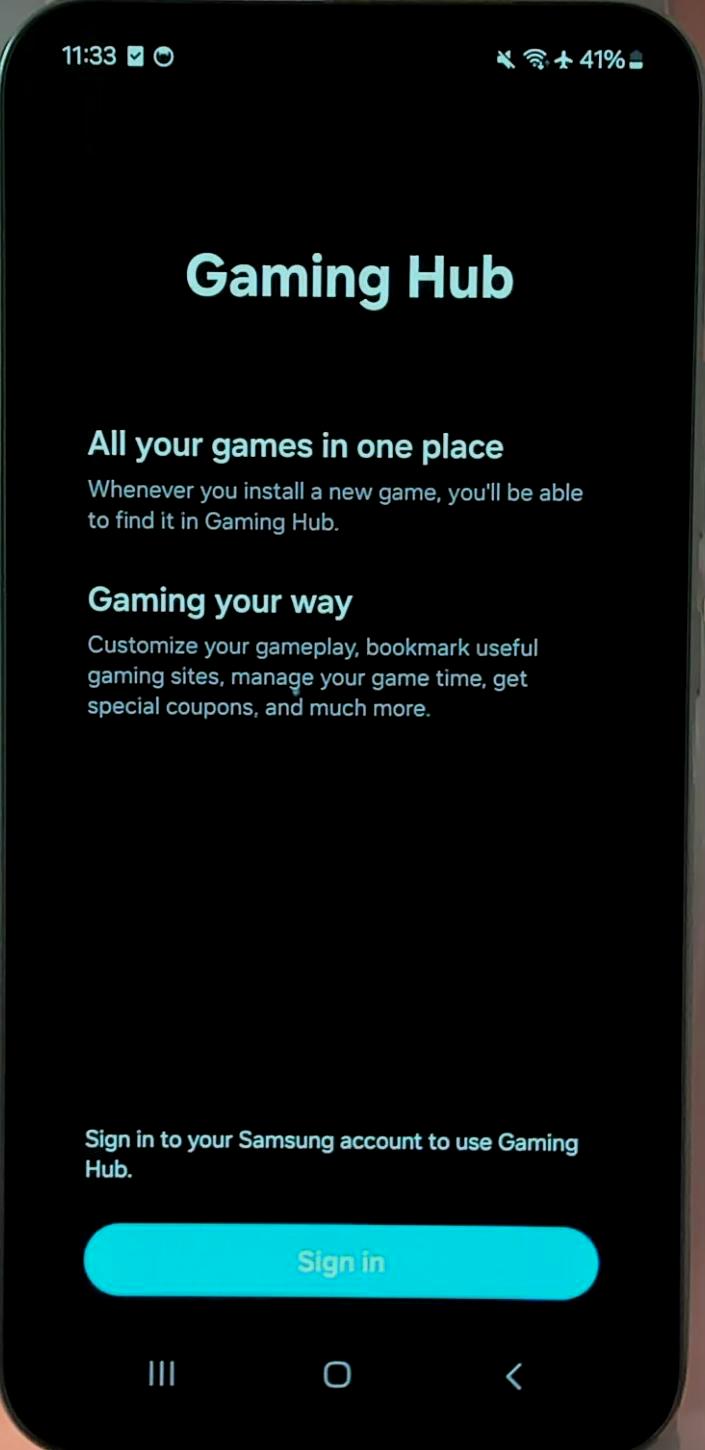 11:33 41%
Gaming Hub
All your games in one place
Whenever you install a new game, you'll be able
to find it in Gaming Hub.
Gaming your way
Customize your gameplay, bookmark useful
gaming sites, manage your game time, get
special coupons, and much more.
Sign in to your Samsung account to use Gaming
Hub.
Sign in